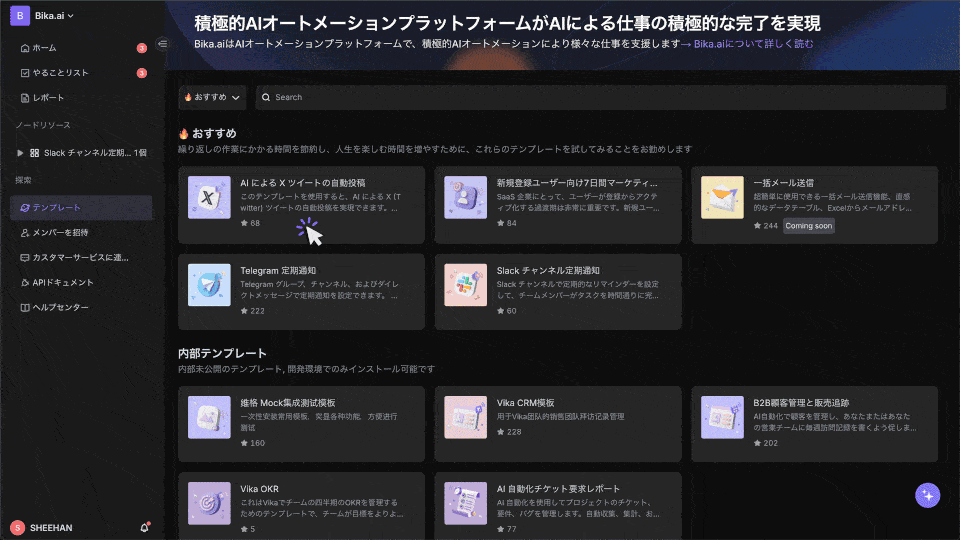 B Bika.ai
ホーム 3
やることリスト 3
レポート
ノードリソース
Slack チャンネル定期... 1個
探索
テンプレート
メンバーを招待
カスタマーサービスに連...
APIドキュメント
ヘルプセンター
S SHEEHAN
積極的AIオートメーションプラットフォームがAIによる仕事の積極的な完了を実現
Bika.aiはAIオートメーションプラットフォームで、積極的AIオートメーションにより様々な仕事を支援します→ Bika.aiについて詳しく読む
おすすめ
Search
おすすめ
繰り返しの作業にかかる時間を節約し、人生を楽しむ時間を増やすために、これらのテンプレートを試してみることをお勧めします
AI による X ツイートの自動投稿
このテンプレートを使用すると、AI による X (T
witter) ツイートの自動投稿を実現できます。...
68
新規登録ユーザー向け7日間マーケティ...
SaaS 企業にとって、ユーザーが登録からアクテ
ィブ化する過渡期は非常に重要です。新規ユー...
84
一括メール送信
超簡単に使用できる一括メール送信機能、直感
的なデータテーブル、Excelからメールアドレ...
244 Coming soon
Telegram 定期通知
Telegram グループ、チャンネル、およびダイレ
クトメッセージで定期通知を設定できます。 ...
222
Slack チャンネル定期通知
Slack チャンネルで定期的なリマインダーを設定
して、チームメンバーがタスクを時間通りに完...
60
内部テンプレート
内部未公開のテンプレート, 開発環境でのみインストール可能です
维格 Mock集成测试模板
一次性安装常用模板、突显各种功能、方便进行
测试
160
Vika CRM模板
用于Vika团队的销售团队拜访记录管理
228
B2B顧客管理と販売追跡
AI自動化で顧客を管理し、あなたまたはあなた
の営業チームに毎週訪問記録を書くよう促しま...
202
Vika OKR
これはVikaでチームの四半期のOKRを管理する
ためのテンプレートで、チームが目標をよりよ...
5
AI 自動化チケット要求レポート
AI 自動化を使用してプロジェクトのチケット、
要件、バグを管理します。自動収集、集計、お...
77